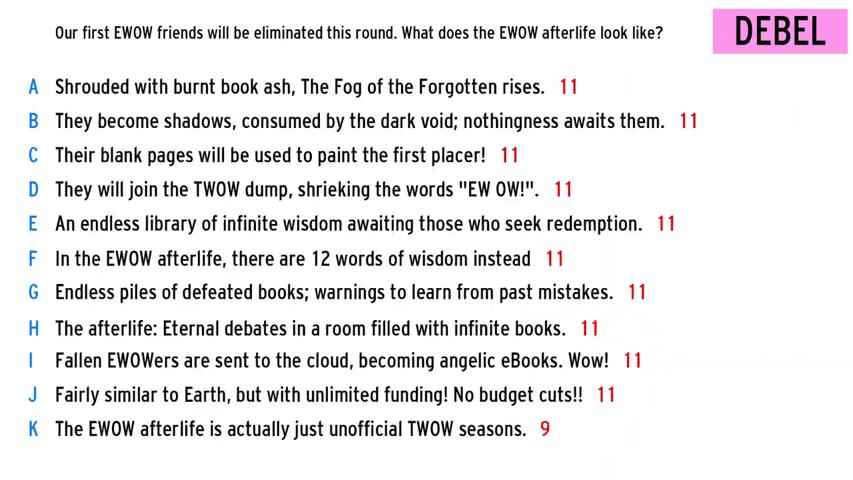 Our first EWOW friends will be eliminated this round. What does the EWOW afterlife look like?
DEBEL
A Shrouded with burnt book ash, The Fog of the Forgotten rises. 11
B They become shadows, consumed by the dark void; nothingness awaits them. 11
C Their blank pages will be used to paint the first placer! 11
D They will join the TWOW dump, shrieking the words "EW OW!". 11
E An endless library of infinite wisdom awaiting those who seek redemption. 11
F In the EWOW afterlife, there are 12 words of wisdom instead 11
G Endless piles of defeated books; warnings to learn from past mistakes. 11
H The afterlife: Eternal debates in a room filled with infinite books. 11
I Fallen EWOWers are sent to the cloud, becoming angelic eBooks. Wow! 11
J Fairly similar to Earth, but with unlimited funding! No budget cuts!! 11
K The EWOW afterlife is actually just unofficial TWOW seasons. 9